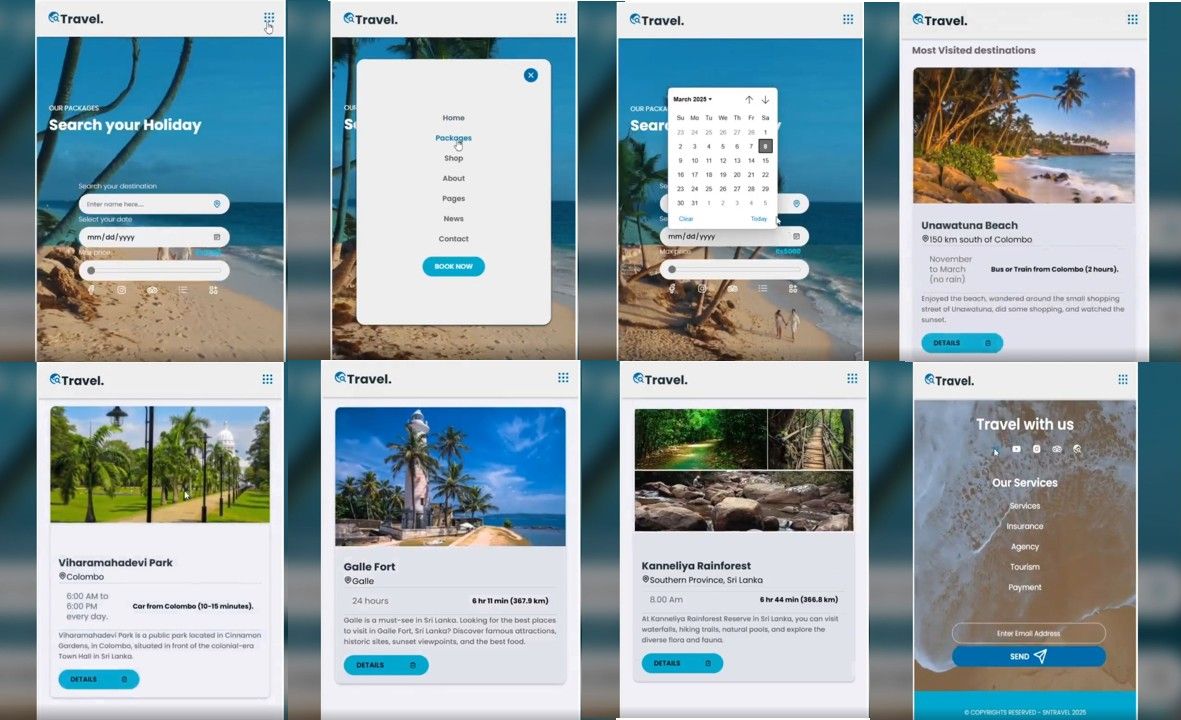 Travel.
OUR PACKAGES
Search your Holiday
Search your destination
Enter name here....
Select your date
mm/dd/yyyy
Max price
Travel.
OUR
S
Home
Packages
Shop
About
Pages
News
Contact
BOOK NOW
Travel.
OUR PACKA
Sear y
March 2025
Su Mo Tu We Th Fr Sa
23 24 25 26 27 28 1
2 3 4 5 6 7 8
9 10 11 12 13 14 15
16 17 18 19 20 21 22
23 24 25 26 27 28 29
30 31 1 2 3 4 5
Clear Today
mm/dd/yyyy
Max price
Travel.
Most Visited destinations
Unawatuna Beach
150 km south of Colombo
November
to March
(no rain)
Bus or Train from Colombo (2 hours).
Enjoyed the beach, wandered around the small shopping
street of Unawatuna, did some shopping, and watched the
sunset.
DETAILS
Travel.
Viharamahadevi Park
Colombo
6:00 AM to
6:00 PM
every day.
Car from Colombo (10-15 minutes).
Viharamahadevi Park is a public park located in Cinnamon
Gardens, in Colombo, situated in front of the colonial-era
Town Hall in Sri Lanka.
DETAILS
Travel.
Galle Fort
Galle
24 hours
6 hr 11 min (367.9 km)
Galle is a must-see in Sri Lanka. Looking for the best places
to visit in Galle Fort, Sri Lanka? Discover famous attractions,
historic sites, sunset viewpoints, and the best food.
DETAILS
Travel.
Kanneliya Rainforest
Southern Province, Sri Lanka
8.00 Am
6 hr 44 min (366.8 km)
At Kanneliya Rainforest Reserve in Sri Lanka, you can visit
waterfalls, hiking trails, natural pools, and explore the
diverse flora and fauna.
DETAILS
Travel.
Travel with us
Our Services
Services
Insurance
Agency
Tourism
Payment
Enter Email Address
SEND
© COPYRIGHTS RESERVED - SNTRAVEL 2025